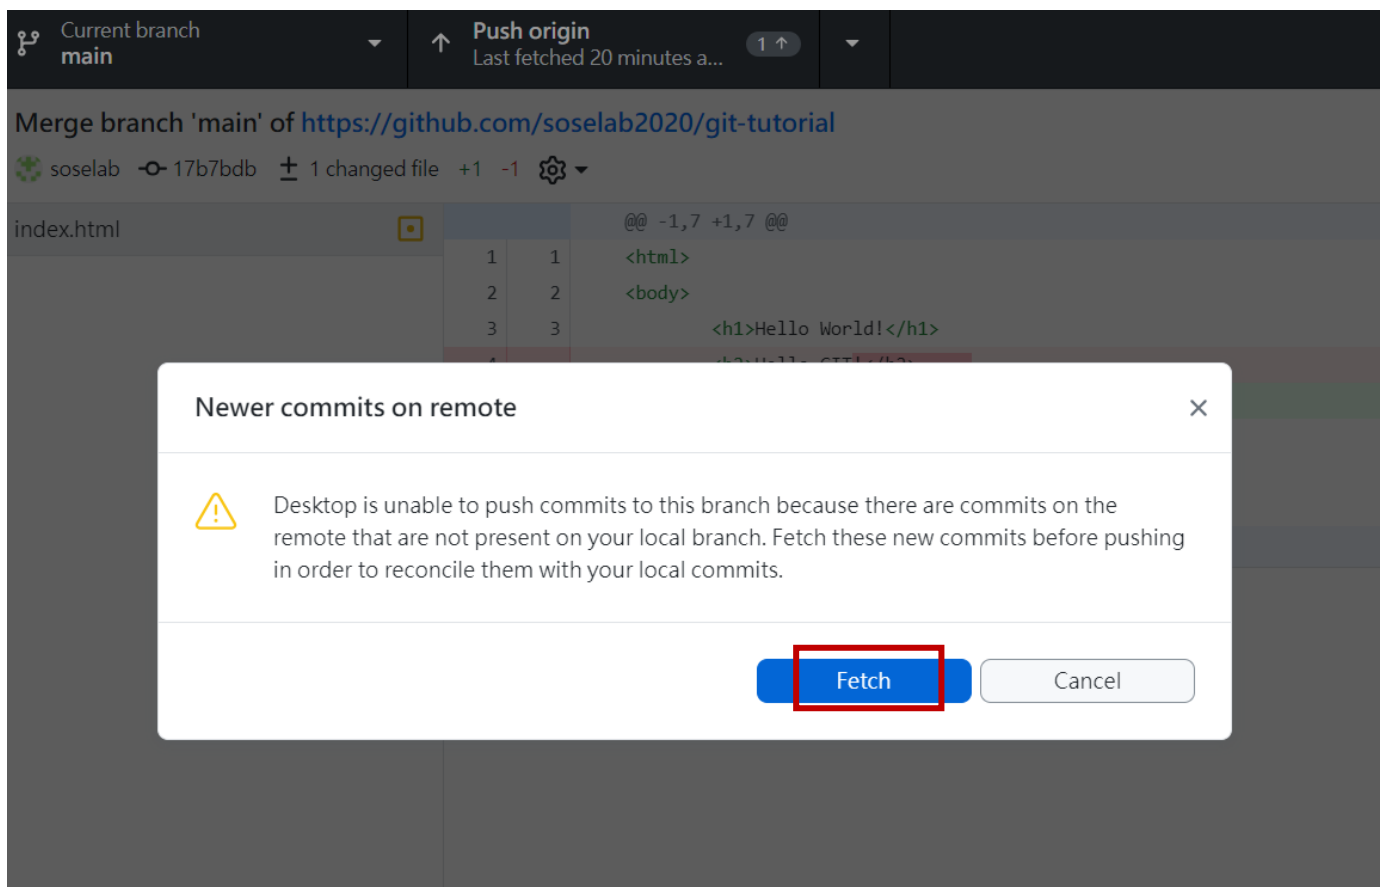 Current branch
main
Push origin
Last fetched 20 minutes a...
1
Merge branch 'main' of https://github.com/soselab2020/git-tutorial
soselab 17b7bdb 1 changed file +1 -1
index.html
@@ -1,7 +1,7 @@
1 1 <html>
2 2 <body>
3 3 <h1>Hello World!</h1>
Newer commits on remote
Desktop is unable to push commits to this branch because there are commits on the
remote that are not present on your local branch. Fetch these new commits before pushing
in order to reconcile them with your local commits.
Fetch
Cancel